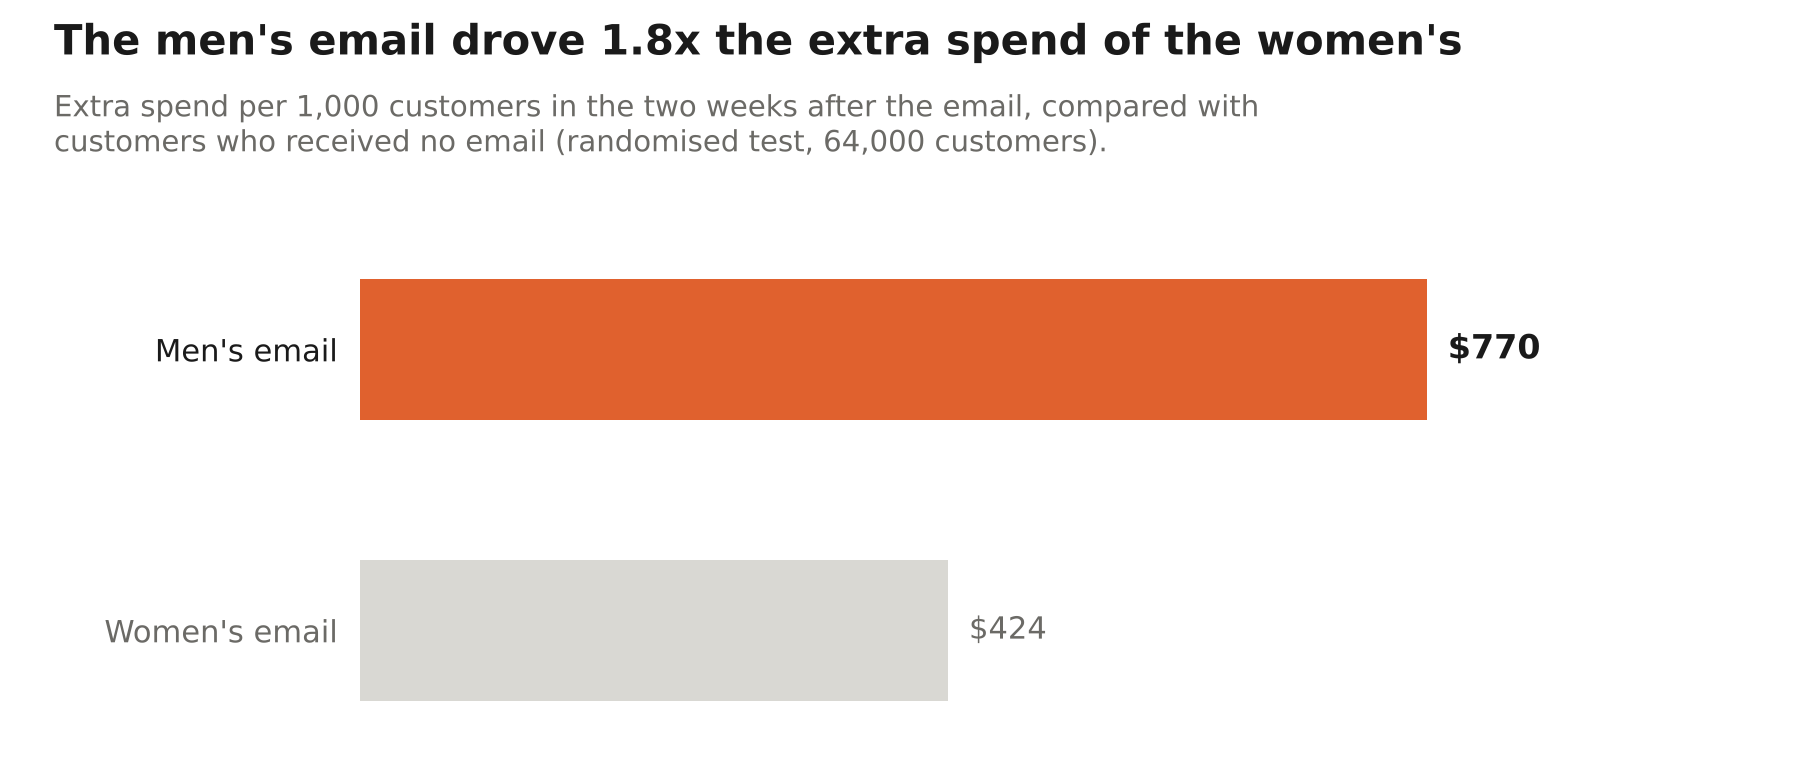 The men's email drove 1.8x the extra spend of the women's
Extra spend per 1,000 customers in the two weeks after the email, compared with
customers who received no email (randomised test, 64,000 customers).
Men's email
$770
Women's email
$424